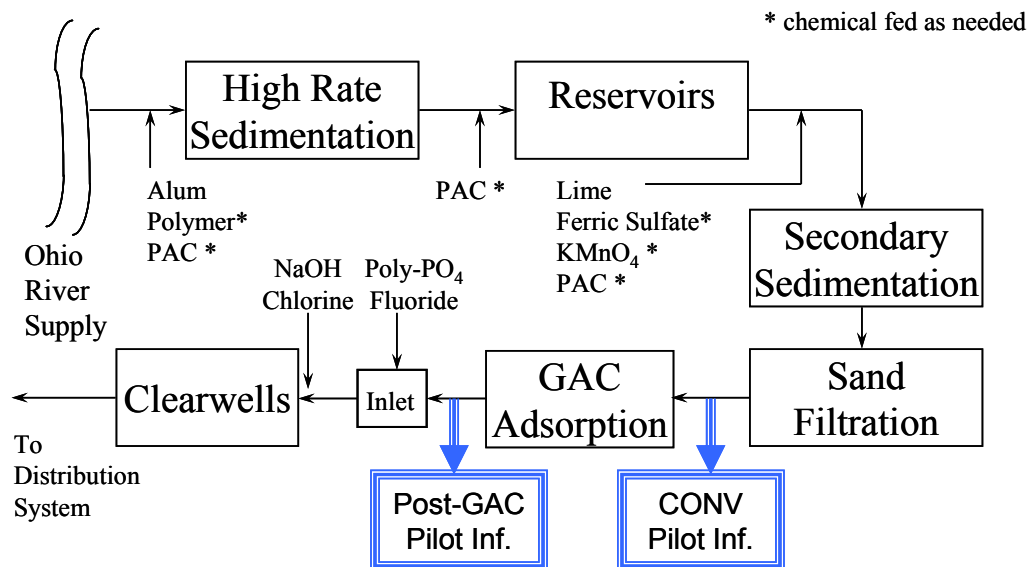 * chemical fed as needed
High Rate
Sedimentation
Reservoirs
Alum
Polymer*
PAC *
PAC *
Lime
Ferric Sulfate*
KMnO4 *
PAC *
Ohio
River
Supply
Secondary
Sedimentation
NaOH
Chlorine
Poly-PO4
Fluoride
Clearwells
Inlet
GAC
Adsorption
Sand
Filtration
To
Distribution
System
Post-GAC
Pilot Inf.
CONV
Pilot Inf.